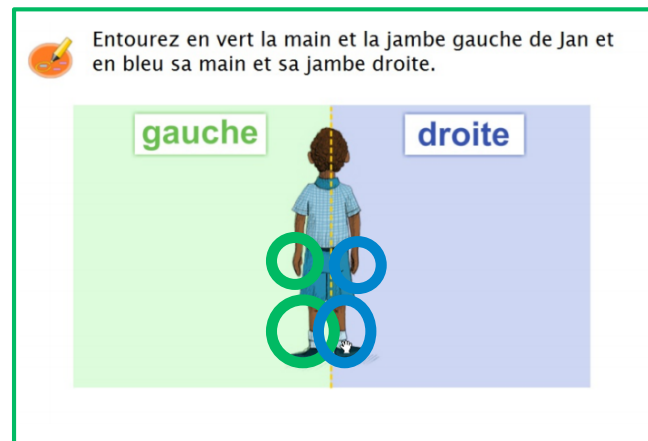 Entourez en vert la main et la jambe gauche de Jan et
en bleu sa main et sa jambe droite.
gauche
droite